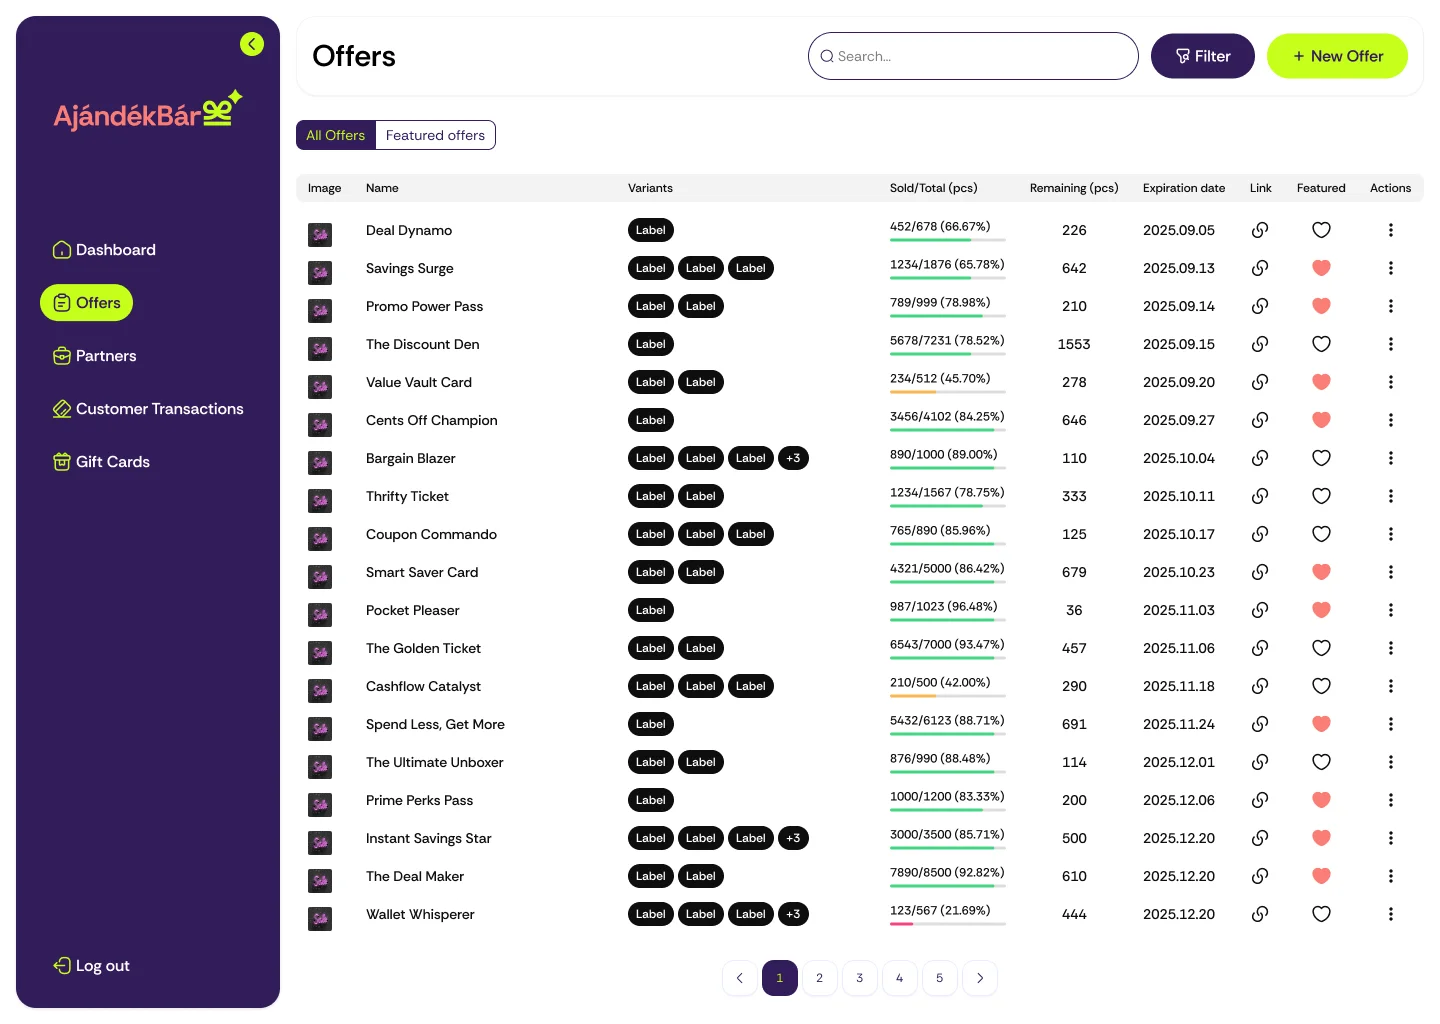 AjándékBár
Dashboard
Offers
Partners
Customer Transactions
Gift Cards
Log out
Offers
Search...
Filter
+ New Offer
All Offers Featured offers
Image Name Variants Sold/Total (pcs) Remaining (pcs) Expiration date Link Featured Actions
Deal Dynamo Label 452/678 (66.67%) 226 2025.09.05
Savings Surge Label Label Label 1234/1876 (65.78%) 642 2025.09.13
Promo Power Pass Label Label 789/999 (78.98%) 210 2025.09.14
The Discount Den Label 5678/7231 (78.52%) 1553 2025.09.15
Value Vault Card Label Label 234/512 (45.70%) 278 2025.09.20
Cents Off Champion Label 3456/4102 (84.25%) 646 2025.09.27
Bargain Blazer Label Label Label +3 890/1000 (89.00%) 110 2025.10.04
Thrifty Ticket Label Label 1234/1567 (78.75%) 333 2025.10.11
Coupon Commando Label Label Label 765/890 (85.96%) 125 2025.10.17
Smart Saver Card Label Label 4321/5000 (86.42%) 679 2025.10.23
Pocket Pleaser Label 987/1023 (96.48%) 36 2025.11.03
The Golden Ticket Label Label 6543/7000 (93.47%) 457 2025.11.06
Cashflow Catalyst Label Label Label 210/500 (42.00%) 290 2025.11.18
Spend Less, Get More Label 5432/6123 (88.71%) 691 2025.11.24
The Ultimate Unboxer Label Label 876/990 (88.48%) 114 2025.12.01
Prime Perks Pass Label 1000/1200 (83.33%) 200 2025.12.06
Instant Savings Star Label Label Label +3 3000/3500 (85.71%) 500 2025.12.20
The Deal Maker Label Label 7890/8500 (92.82%) 610 2025.12.20
Wallet Whisperer Label Label Label +3 123/567 (21.69%) 444 2025.12.20
1 2 3 4 5